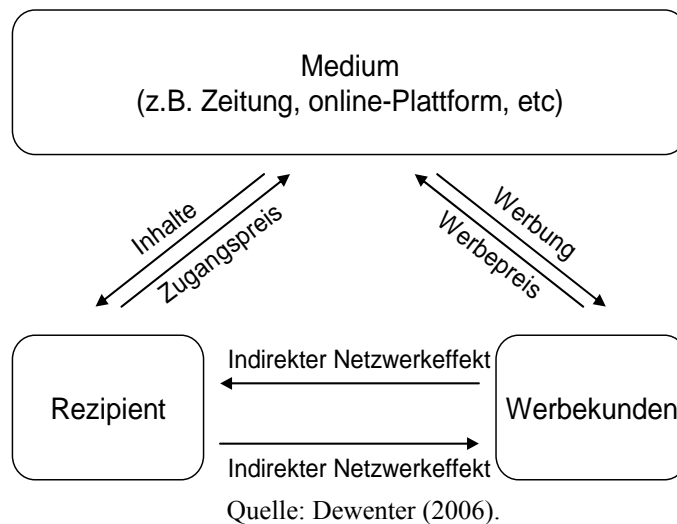 Medium
(z.B. Zeitung, online-Plattform, etc)
Inhalte
Zugangspreis
Werbung
Werbepreis
Indirekter Netzwerkeffekt
Rezipient
Werbekunden
Indirekter Netzwerkeffekt
Quelle: Dewenter (2006).